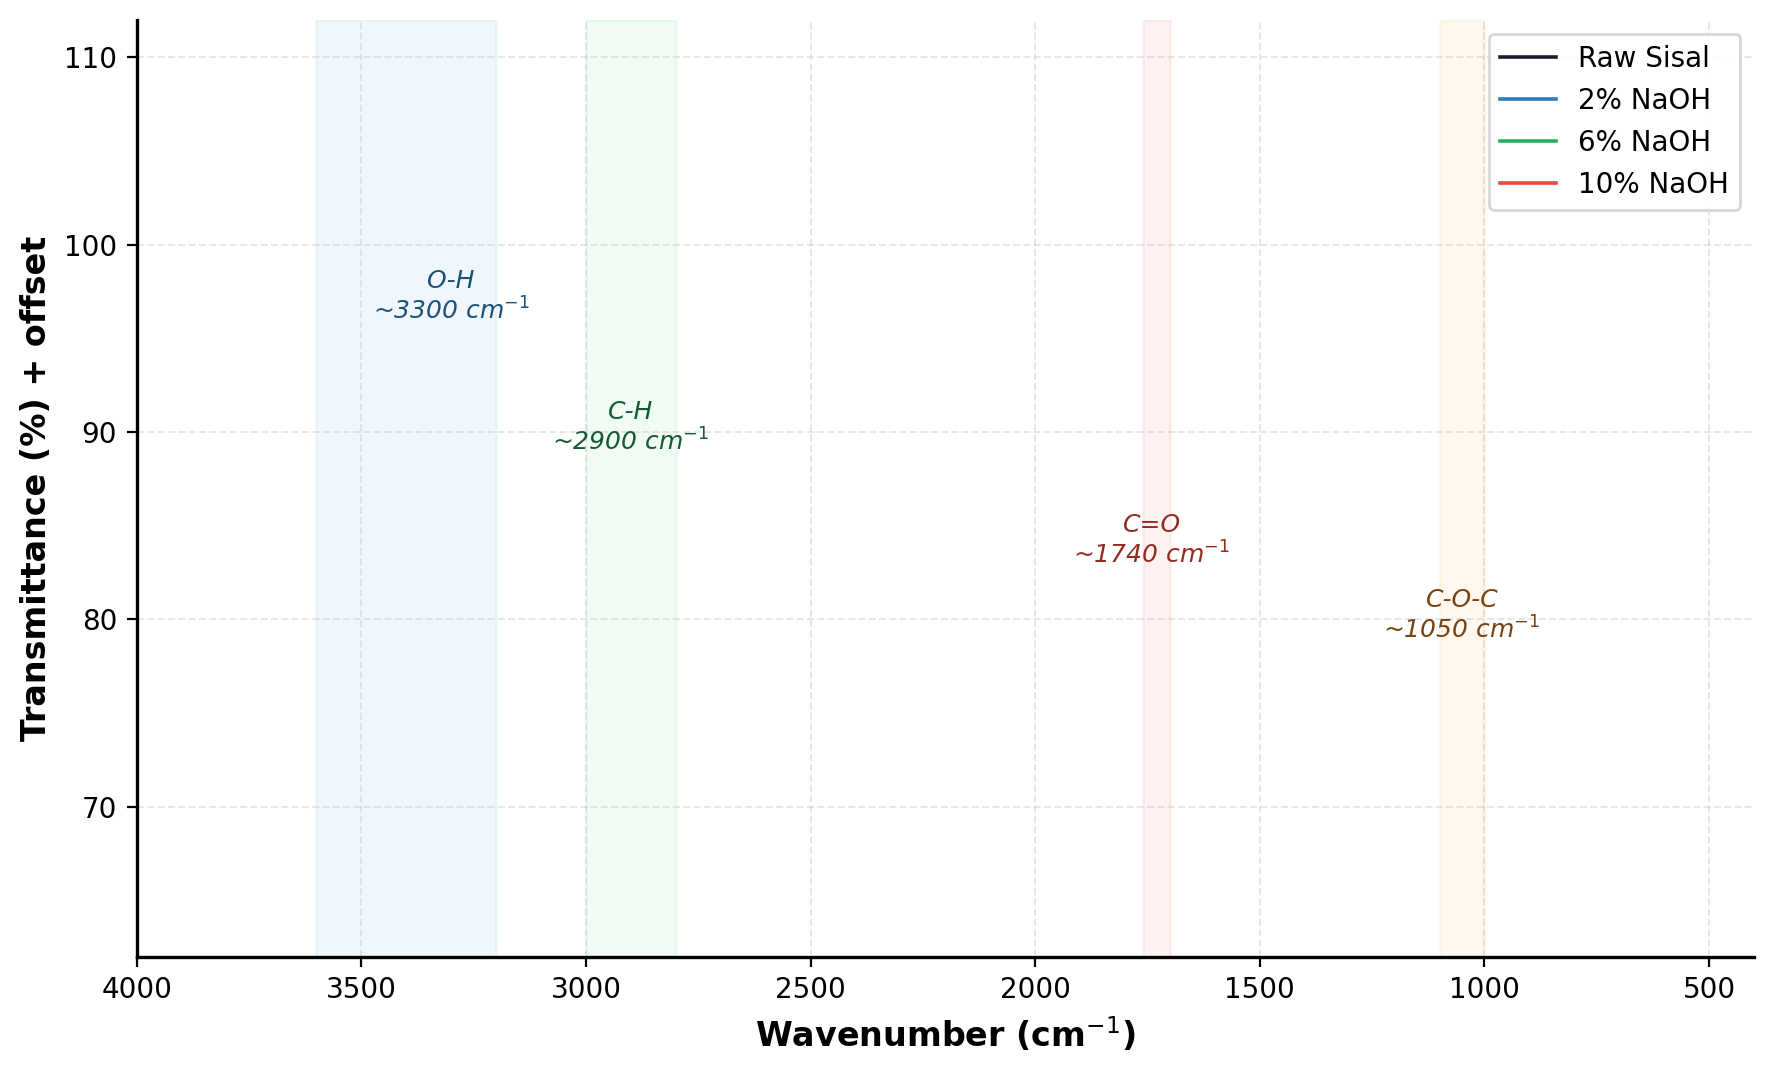 Transmittance (%) + offset
110
100
90
80
70
Raw Sisal
2% NaOH
6% NaOH
10% NaOH
O-H
~3300 cm⁻¹
C-H
~2900 cm⁻¹
C=O
~1740 cm⁻¹
C-O-C
~1050 cm⁻¹
4000 3500 3000 2500 2000 1500 1000 500
Wavenumber (cm⁻¹)